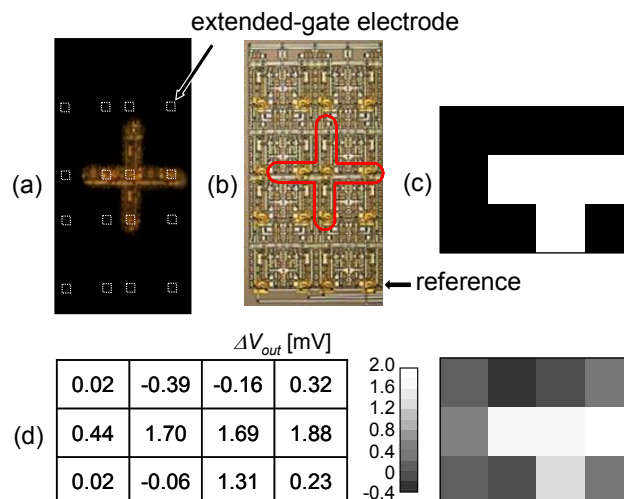 extended-gate electrode
(a)
(b)
(c)
reference
ΔVout [mV]
(d)
0.02 -0.39 -0.16 0.32
0.44 1.70 1.69 1.88
0.02 -0.06 1.31 0.23
2.0
1.6
1.2
0.8
0.4
0
-0.4